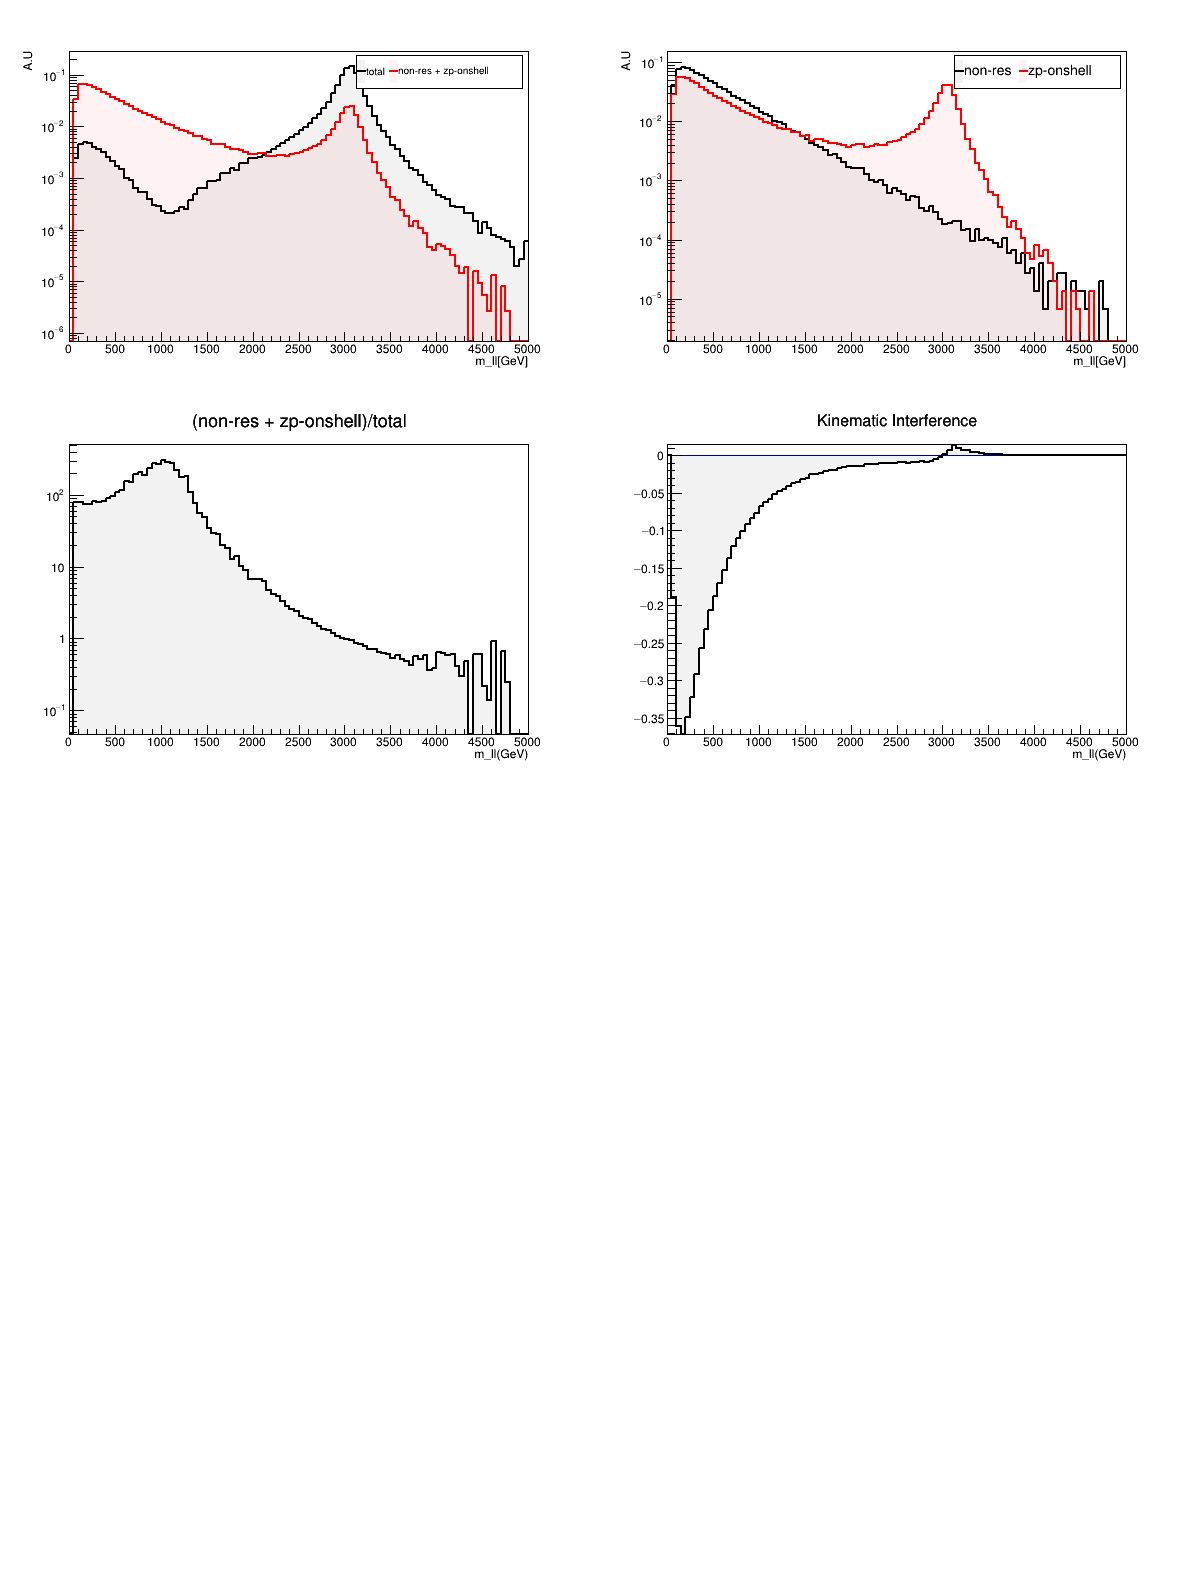 A.U
total non-res + zp-onshell
10⁻¹
10⁻²
10⁻³
10⁻⁴
10⁻⁵
10⁻⁶
0 500 1000 1500 2000 2500 3000 3500 4000 4500 5000
m_ll[GeV]
A.U
non-res zp-onshell
10⁻¹
10⁻²
10⁻³
10⁻⁴
10⁻⁵
0 500 1000 1500 2000 2500 3000 3500 4000 4500 5000
m_ll[GeV]
(non-res + zp-onshell)/total
10²
10
1
10⁻¹
0 500 1000 1500 2000 2500 3000 3500 4000 4500 5000
m_ll(GeV)
Kinematic Interference
0
−0.05
−0.1
−0.15
−0.2
−0.25
−0.3
−0.35
0 500 1000 1500 2000 2500 3000 3500 4000 4500 5000
m_ll(GeV)